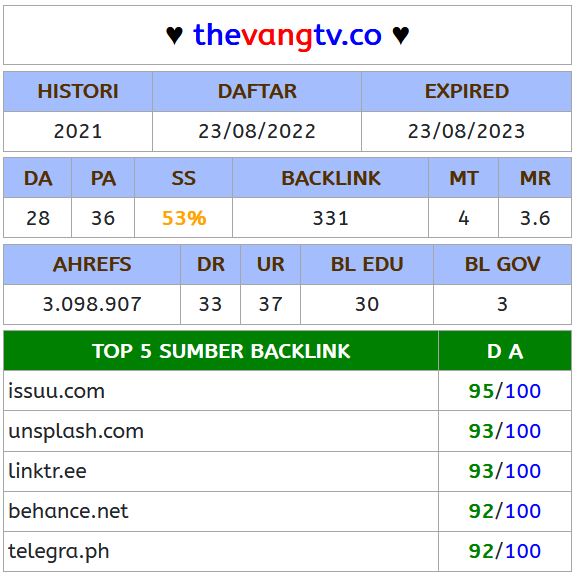 ♥ thevangtv.co ♥
HISTORI DAFTAR EXPIRED
2021 23/08/2022 23/08/2023
DA PA SS BACKLINK MT MR
28 36 53% 331 4 3.6
AHREFS DR UR BL EDU BL GOV
3.098.907 33 37 30 3
TOP 5 SUMBER BACKLINK D A
issuu.com 95/100
unsplash.com 93/100
linktr.ee 93/100
behance.net 92/100
telegra.ph 92/100